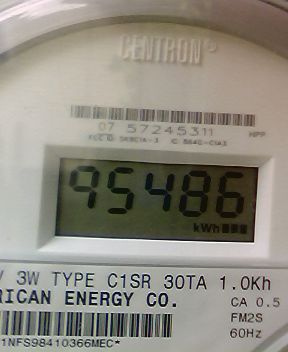 CENTRON®
07 57245311 HPP
95486
kWh
V 3W TYPE C1SR 30TA 1.0Kh
RICAN ENERGY CO. CA 0.5
FM2S
1NFS98410366MEC* 60Hz